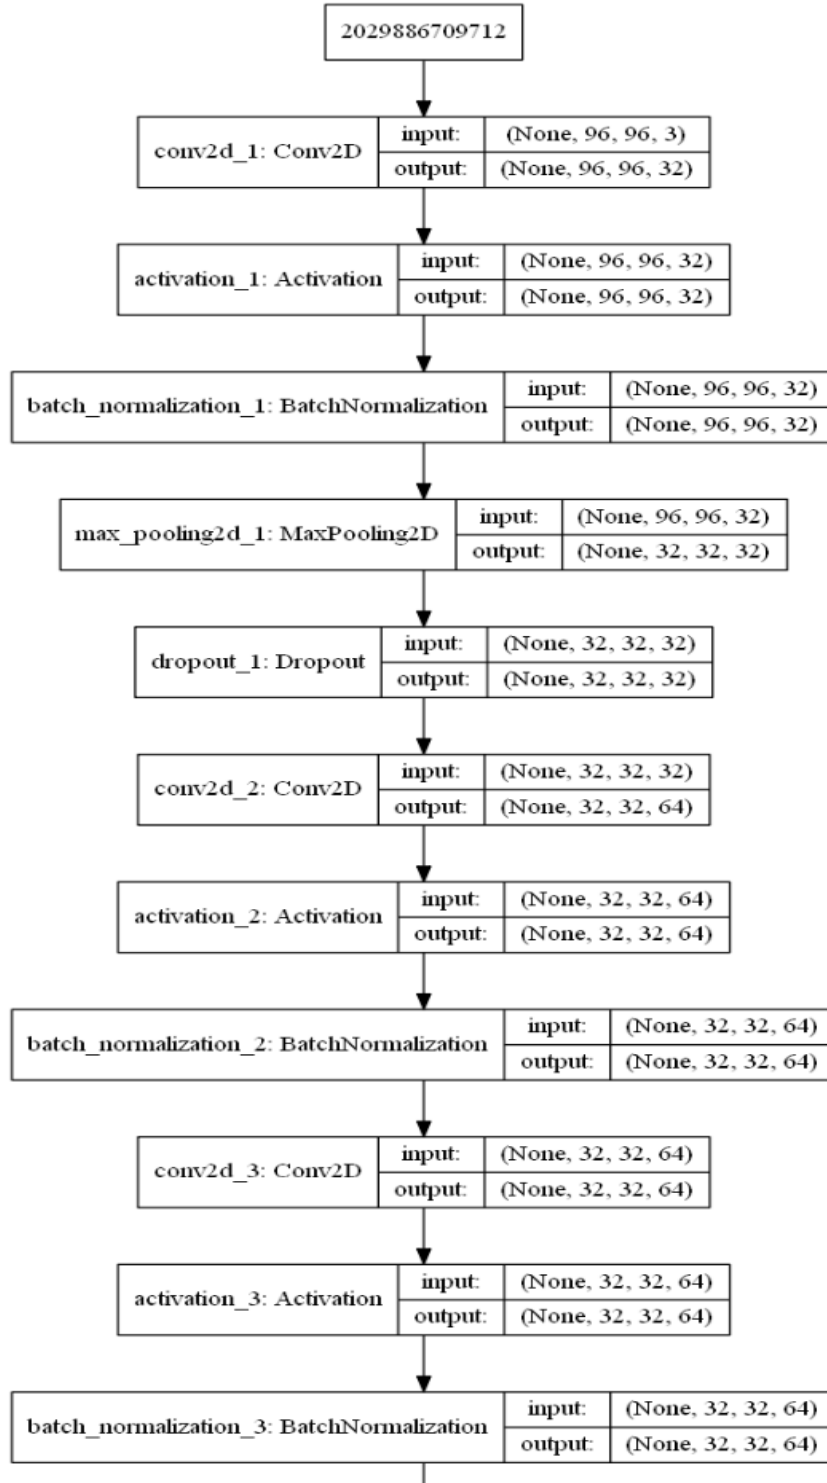 2029886709712
conv2d_1: Conv2D
input: (None, 96, 96, 3)
output: (None, 96, 96, 32)
activation_1: Activation
input: (None, 96, 96, 32)
output: (None, 96, 96, 32)
batch_normalization_1: BatchNormalization
input: (None, 96, 96, 32)
output: (None, 96, 96, 32)
max_pooling2d_1: MaxPooling2D
input: (None, 96, 96, 32)
output: (None, 32, 32, 32)
dropout_1: Dropout
input: (None, 32, 32, 32)
output: (None, 32, 32, 32)
conv2d_2: Conv2D
input: (None, 32, 32, 32)
output: (None, 32, 32, 64)
activation_2: Activation
input: (None, 32, 32, 64)
output: (None, 32, 32, 64)
batch_normalization_2: BatchNormalization
input: (None, 32, 32, 64)
output: (None, 32, 32, 64)
conv2d_3: Conv2D
input: (None, 32, 32, 64)
output: (None, 32, 32, 64)
activation_3: Activation
input: (None, 32, 32, 64)
output: (None, 32, 32, 64)
batch_normalization_3: BatchNormalization
input: (None, 32, 32, 64)
output: (None, 32, 32, 64)